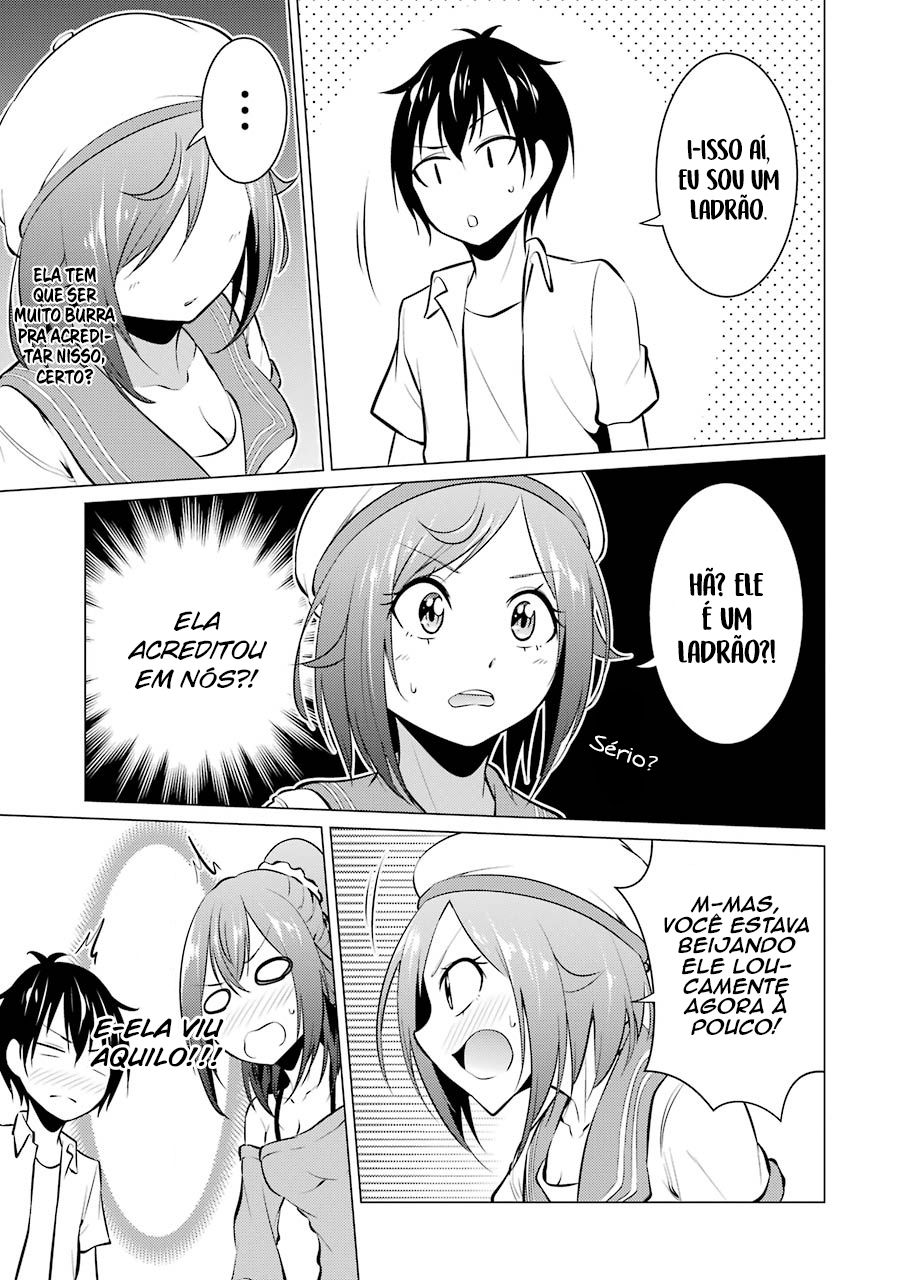 I-ISSO AÍ,
EU SOU UM
LADRÃO.
...
ELA TEM
QUE SER
MUITO BURRA
PRA ACREDI-
TAR NISSO,
CERTO?
HÃ? ELE
É UM
LADRÃO?!
Sério?
ELA
ACREDITOU
EM NÓS?!
M-MAS,
VOCÊ ESTAVA
BEIJANDO
ELE LOU-
CAMENTE
AGORA À
POUCO!
E-ELA VIU
AQUILO!!!